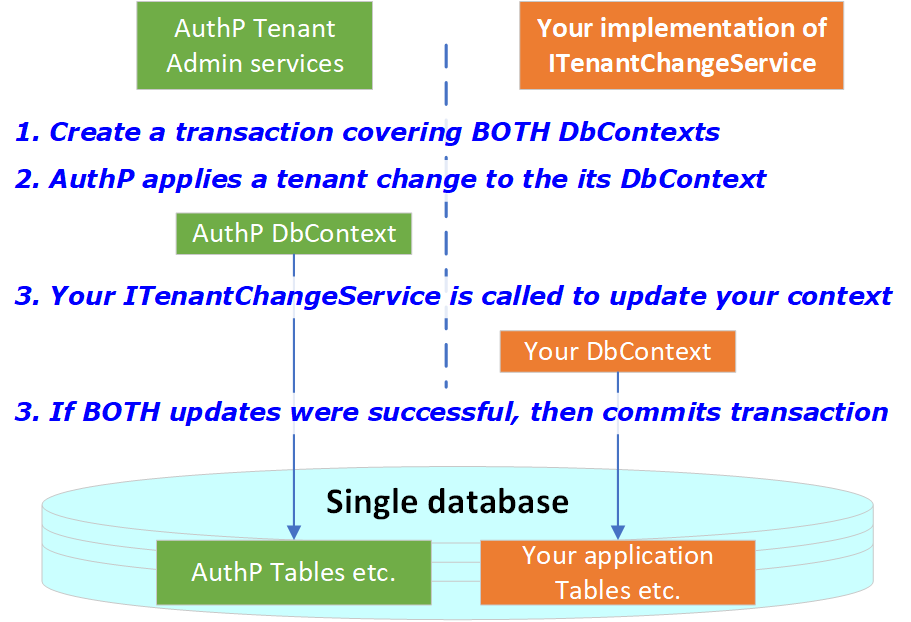 AuthP Tenant
Admin services
Your implementation of
ITenantChangeService
1. Create a transaction covering BOTH DbContexts
2. AuthP applies a tenant change to the its DbContext
AuthP DbContext
3. Your ITenantChangeService is called to update your context
Your DbContext
3. If BOTH updates were successful, then commits transaction
Single database
AuthP Tables etc.
Your application
Tables etc.